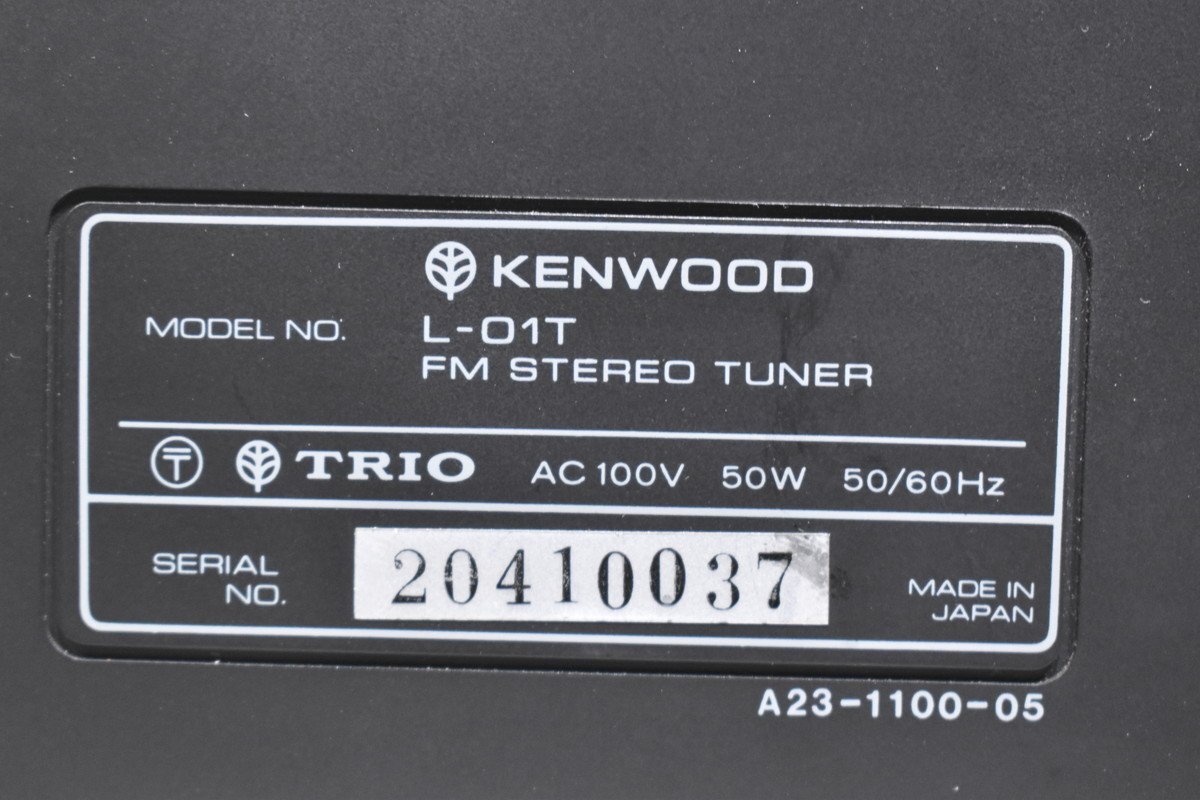 KENWOOD
MODEL NO. L-01T
FM STEREO TUNER
〒 TRIO AC 100V 50W 50/60Hz
SERIAL NO. 20410037
MADE IN JAPAN
A23-1100-05